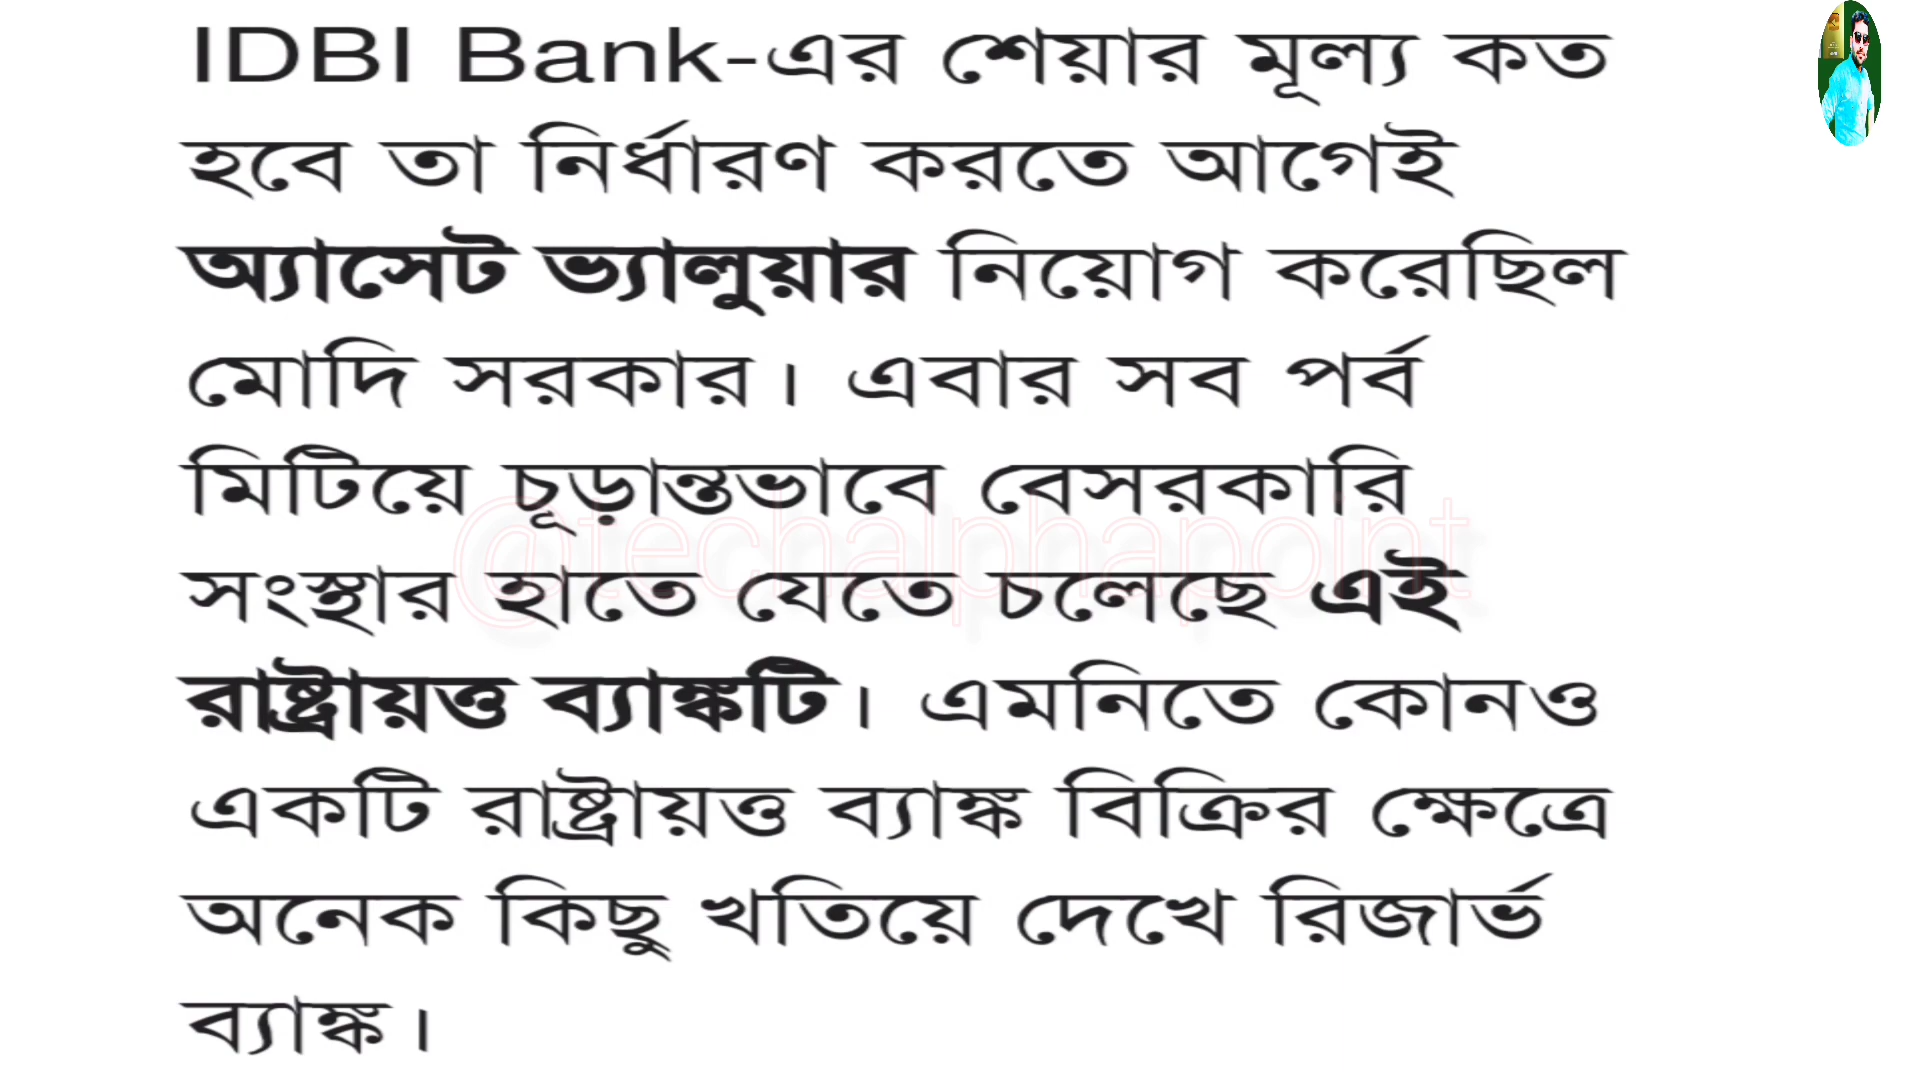 IDBI Bank-এর শেয়ার মূল্য কত
হবে তা নির্ধারণ করতে আগেই
অ্যাসেট ভ্যালুয়ার নিয়োগ করেছিল
মোদি সরকার। এবার সব পর্ব
মিটিয়ে চূড়ান্তভাবে বেসরকারি
@techalphapoint
সংস্থার হাতে যেতে চলেছে এই
রাষ্ট্রায়ত্ত ব্যাঙ্কটি। এমনিতে কোনও
একটি রাষ্ট্রায়ত্ত ব্যাঙ্ক বিক্রির ক্ষেত্রে
অনেক কিছু খতিয়ে দেখে রিজার্ভ
ব্যাঙ্ক।